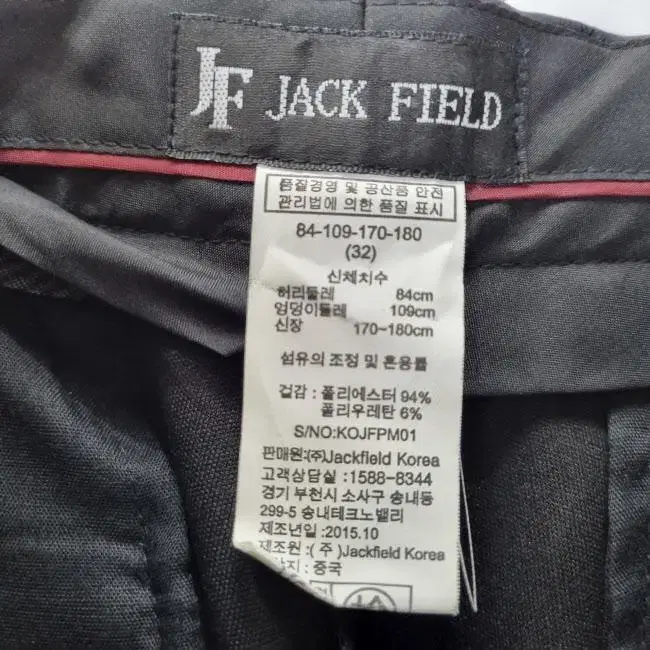 JF JACK FIELD
품질경영 및 공산품 안전
관리법에 의한 품질 표시
84-109-170-180
(32)
신체치수
허리둘레 84cm
엉덩이둘레 109cm
신장 170~180cm
섬유의 조정 및 혼용률
겉감 : 폴리에스터 94%
폴리우레탄 6%
S/NO:KOJFPM01
판매원:(주)Jackfield Korea
고객상담실 :1588-8344
경기 부천시 소사구 송내동
299-5 송내테크노밸리
제조년일 :2015.10
제조원 : (주) Jackfield Korea
: 중국